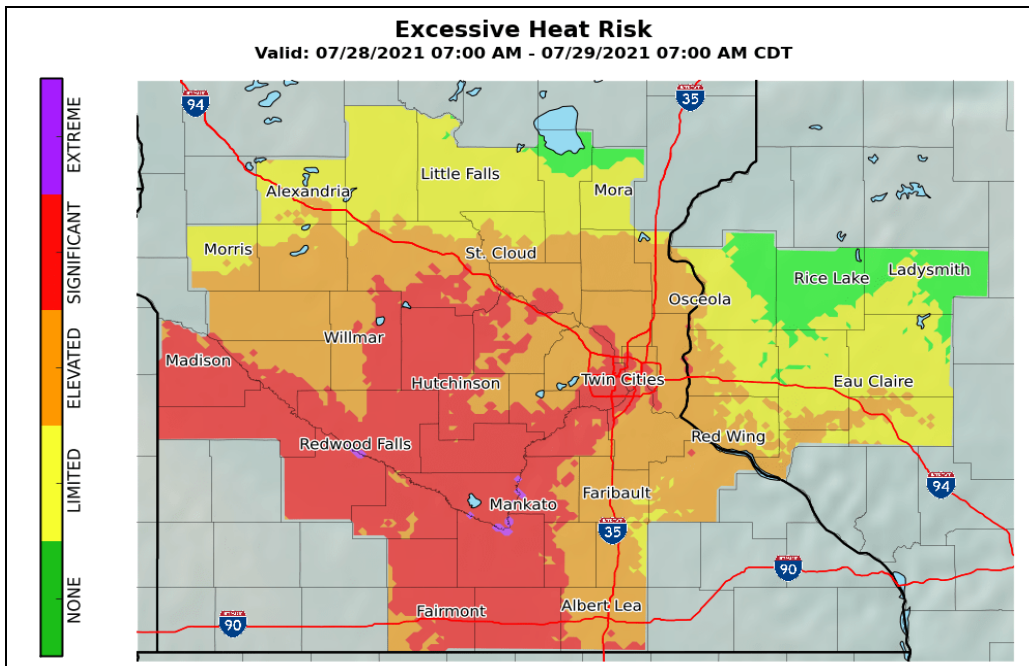 Excessive Heat Risk
Valid: 07/28/2021 07:00 AM - 07/29/2021 07:00 AM CDT
EXTREME
SIGNIFICANT
ELEVATED
LIMITED
NONE
94
35
Little Falls
Alexandria
Mora
Morris
St. Cloud
Rice Lake
Ladysmith
Osceola
Willmar
Madison
Hutchinson
Twin Cities
Eau Claire
Redwood Falls
Red Wing
Mankato
Faribault
94
35
90
Fairmont
Albert Lea
90